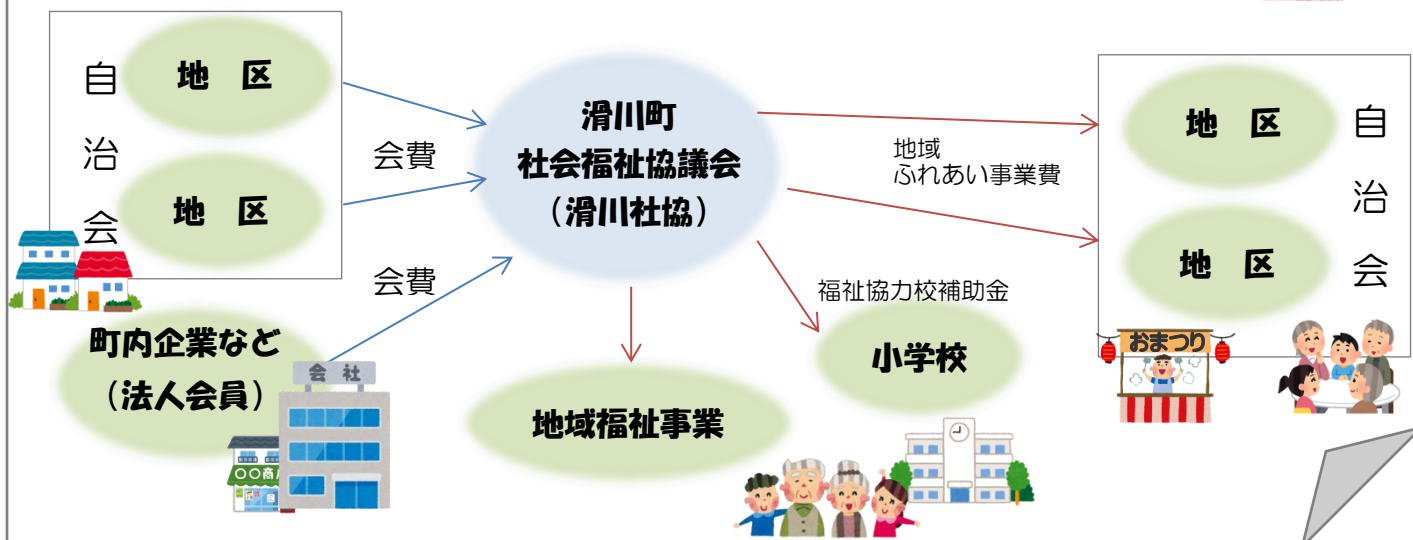 自治会
地 区
地 区
会費
会費
町内企業など
（法人会員）
会 社
〇〇商
滑川町
社会福祉協議会
（滑川社協）
地域
ふれあい事業費
福祉協力校補助金
小学校
地域福祉事業
地 区
地 区
自治会
おまつり